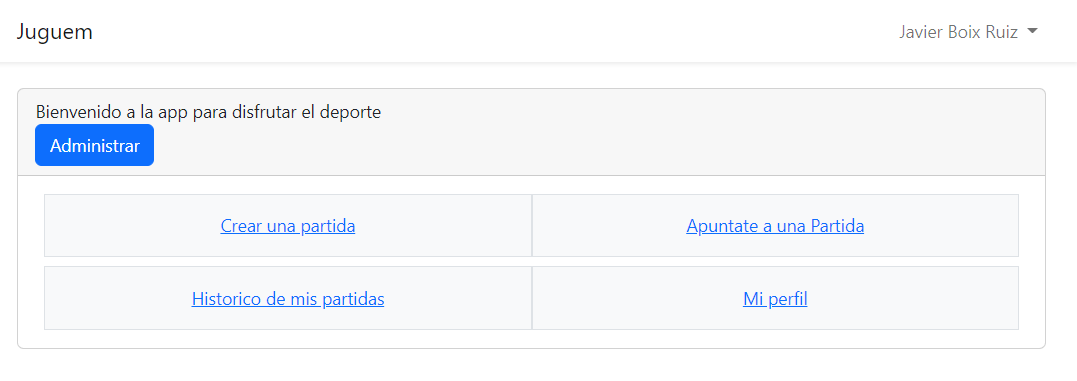 Juguem
Javier Boix Ruiz
Bienvenido a la app para disfrutar el deporte
Administrar
Crear una partida
Apuntate a una Partida
Historico de mis partidas
Mi perfil